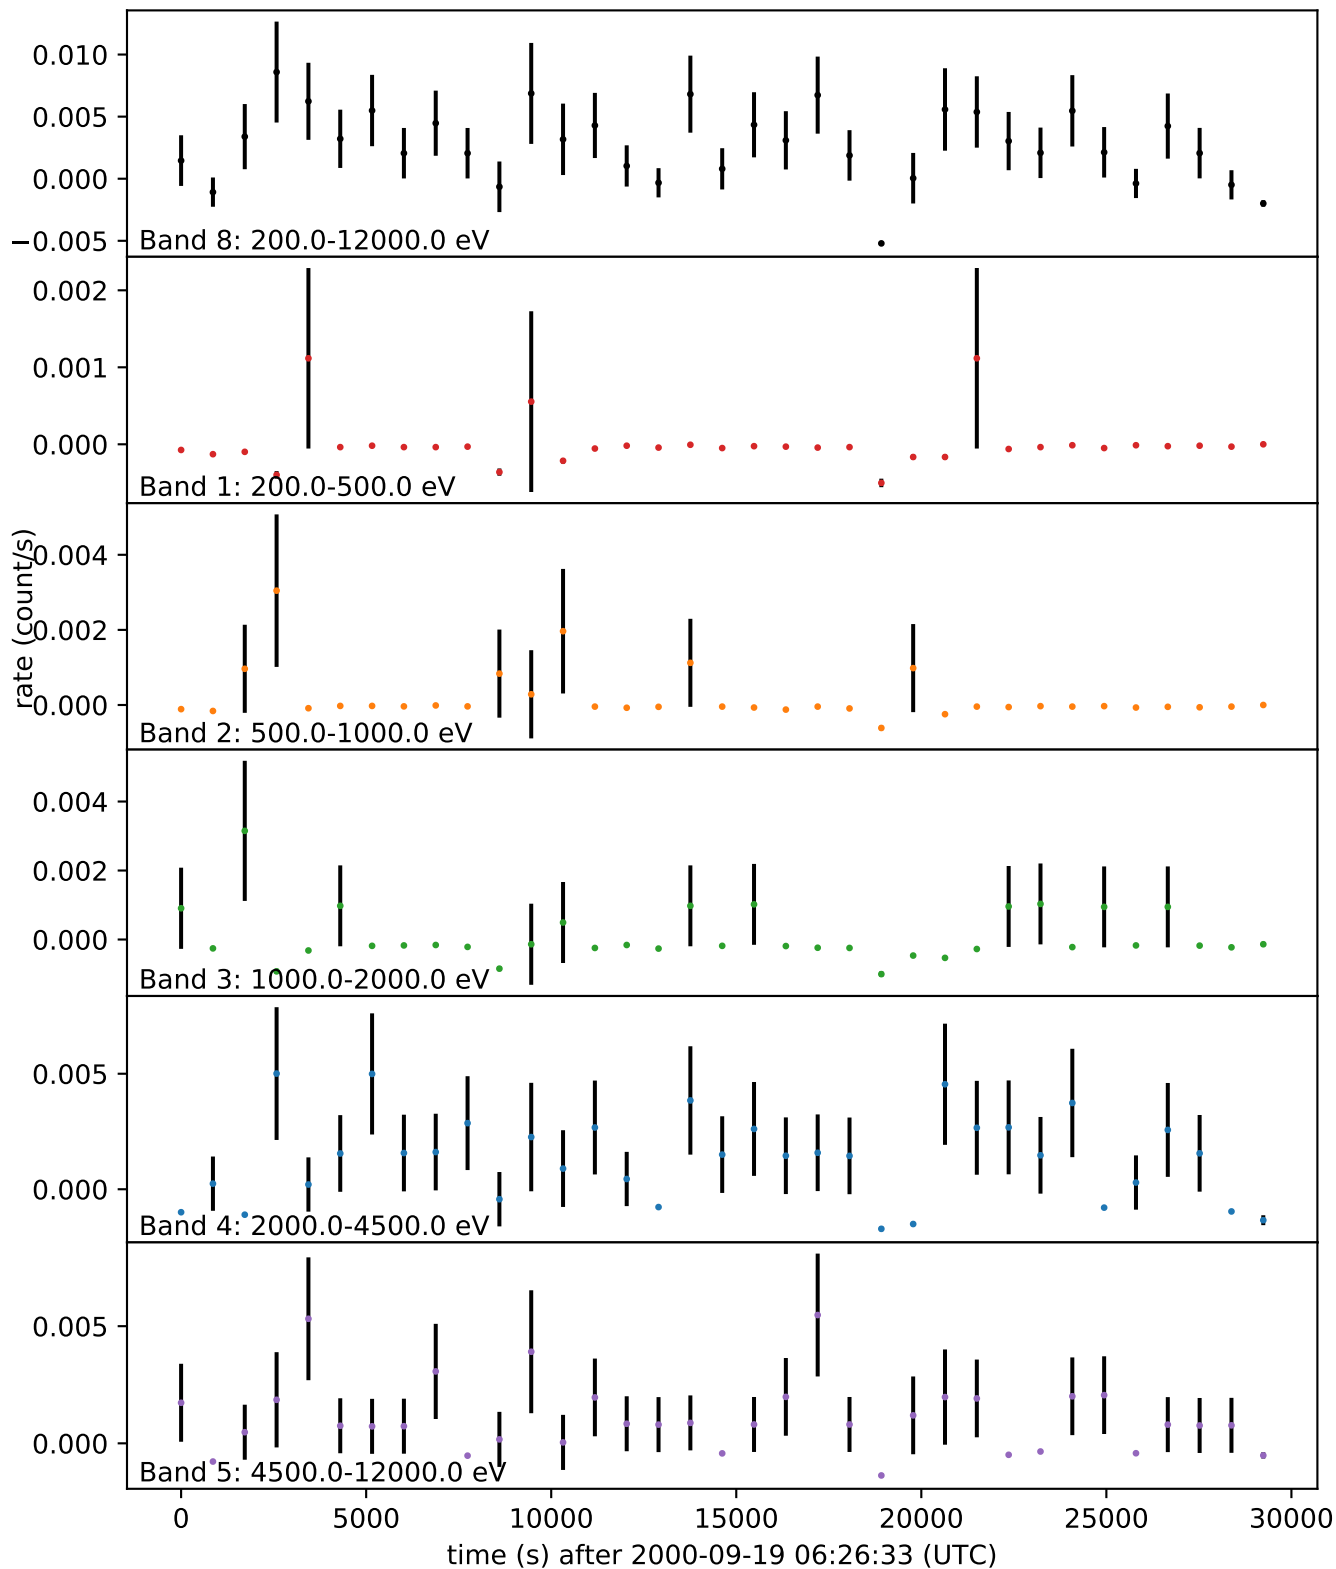 0.010
0.005
0.000
−0.005
Band 8: 200.0-12000.0 eV
0.002
0.001
0.000
Band 1: 200.0-500.0 eV
rate (count/s)
0.004
0.002
0.000
Band 2: 500.0-1000.0 eV
0.004
0.002
0.000
Band 3: 1000.0-2000.0 eV
0.005
0.000
Band 4: 2000.0-4500.0 eV
0.005
0.000
Band 5: 4500.0-12000.0 eV
0 5000 10000 15000 20000 25000 30000
time (s) after 2000-09-19 06:26:33 (UTC)